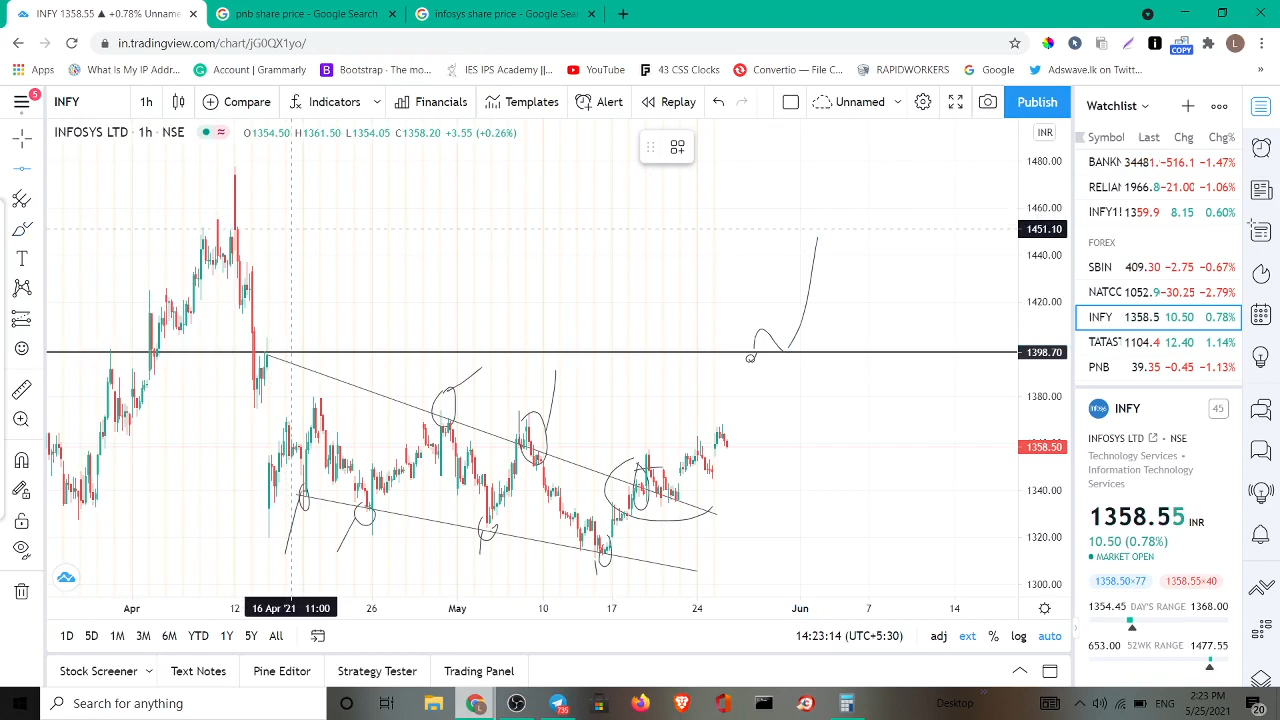 INFY 1358.55 ▲ +0.78% Unname
pnb share price - Google Search
infosys share price - Google Sea
in.tradingview.com/chart/jG0QX1yo/
Apps
What Is My IP Addr...
Account | Grammarly
Bootstrap · The mo...
IES IPS Academy ||...
YouTube
43 CSS Clocks
Convertio — File C...
RAPIDWORKERS
Google
Adswave.lk on Twitt...
»
5
INFY
1h
Compare
Indicators
Financials
Templates
Alert
Replay
Unnamed
Publish
Watchlist
INFOSYS LTD · 1h · NSE
O1354.50 H1361.50 L1354.05 C1358.20 +3.55 (+0.26%)
INR
Symbol Last Chg Chg%
1480.00
1460.00
1451.10
1440.00
1420.00
1398.70
1380.00
1358.50
1340.00
1320.00
1300.00
BANKN 34481. −516.1 −1.47%
RELIAN 1966.8 −21.00 −1.06%
INFY1! 1359.9 8.15 0.60%
FOREX
SBIN 409.30 −2.75 −0.67%
NATCO 1052.9 −30.25 −2.79%
INFY 1358.5 10.50 0.78%
TATAST 1104.4 12.40 1.14%
PNB 39.35 −0.45 −1.13%
INFY
45
INFOSYS LTD · NSE
Technology Services •
Information Technology
Services
1358.55 INR
10.50 (0.78%)
MARKET OPEN
1358.50×77 1358.55×40
1354.45 DAY'S RANGE 1368.00
653.00 52WK RANGE 1477.55
Apr
12
16 Apr '21 11:00
26
May
10
17
24
Jun
7
14
1D 5D 1M 3M 6M YTD 1Y 5Y All
14:23:14 (UTC+5:30)
adj ext % log auto
Stock Screener
Text Notes
Pine Editor
Strategy Tester
Trading Panel
Type here to search
735
Desktop
»
2:23 PM
5/25/2021
20